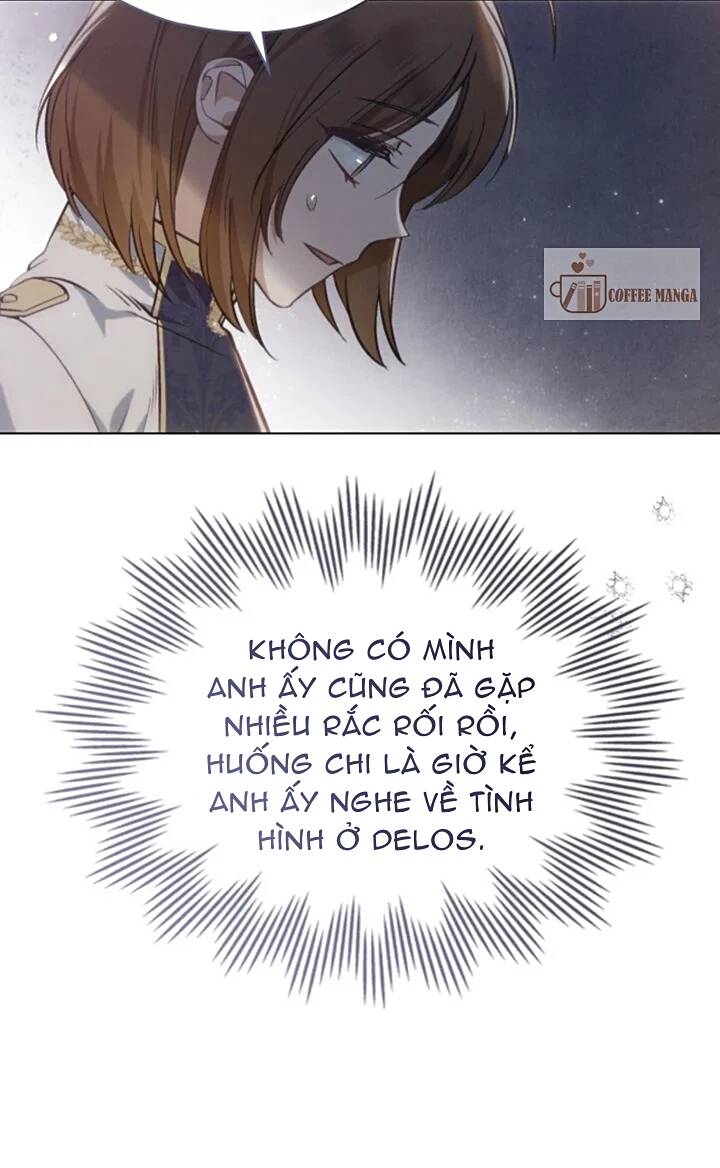 COFFEE MANGA
KHÔNG CÓ MÌNH
ANH ẤY CŨNG ĐÃ GẶP
NHIỀU RẮC RỐI RỒI,
HUỐNG CHI LÀ GIỜ KỂ
ANH ẤY NGHE VỀ TÌNH
HÌNH Ở DELOS.